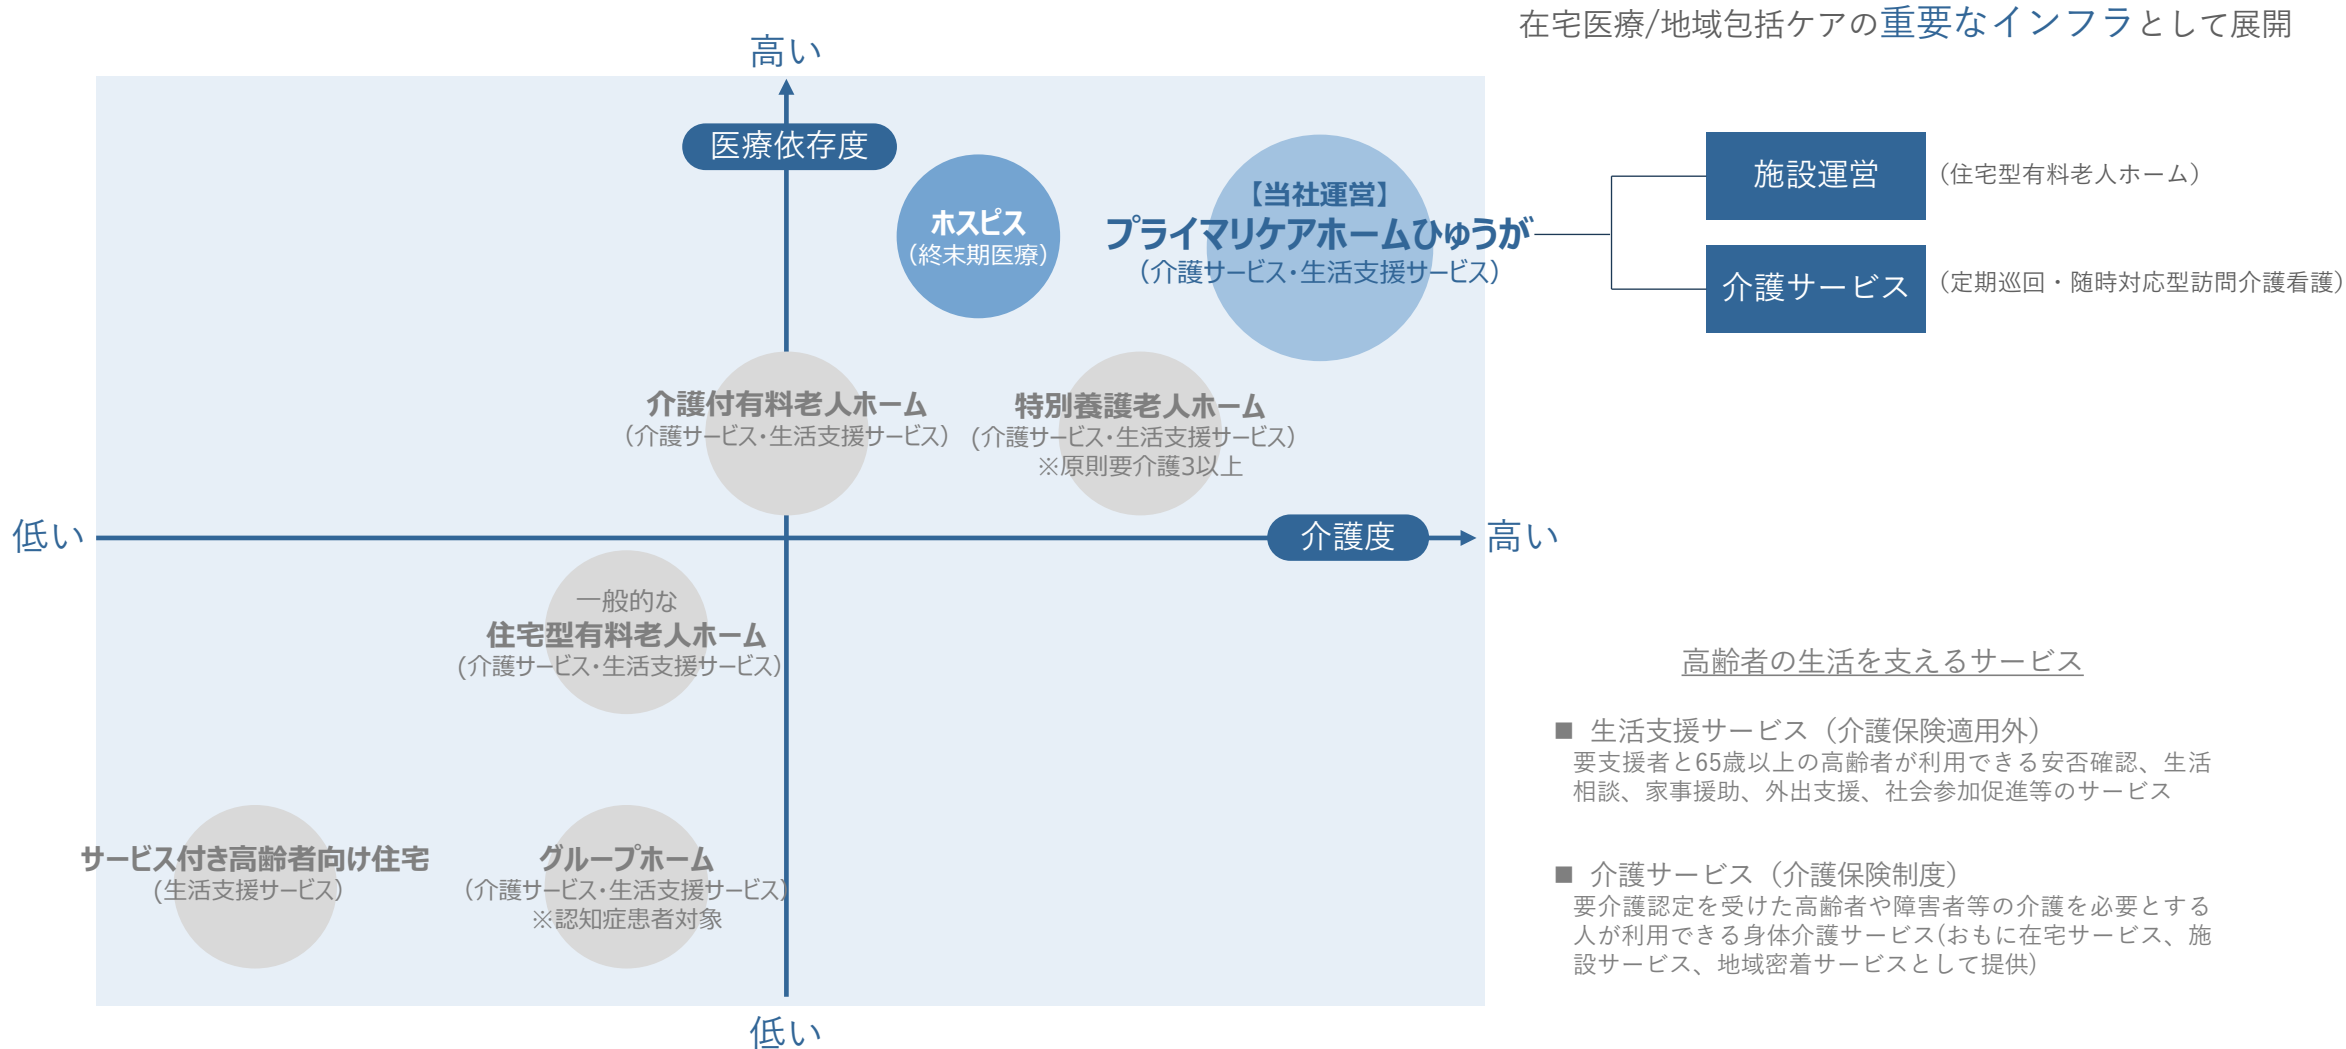 在宅医療/地域包括ケアの重要なインフラとして展開
高い
医療依存度
ホスピス
（終末期医療）
【当社運営】
プライマリケアホームひゅうが
（介護サービス・生活支援サービス）
施設運営
（住宅型有料老人ホーム）
介護サービス
（定期巡回・随時対応型訪問介護看護）
介護付有料老人ホーム
（介護サービス・生活支援サービス）
特別養護老人ホーム
(介護サービス・生活支援サービス）
※原則要介護3以上
低い
介護度
高い
一般的な
住宅型有料老人ホーム
(介護サービス・生活支援サービス）
サービス付き高齢者向け住宅
(生活支援サービス）
グループホーム
（介護サービス・生活支援サービス）
※認知症患者対象
低い
高齢者の生活を支えるサービス
■ 生活支援サービス（介護保険適用外）
要支援者と65歳以上の高齢者が利用できる安否確認、生活
相談、家事援助、外出支援、社会参加促進等のサービス
■ 介護サービス（介護保険制度）
要介護認定を受けた高齢者や障害者等の介護を必要とする
人が利用できる身体介護サービス(おもに在宅サービス、施
設サービス、地域密着サービスとして提供)